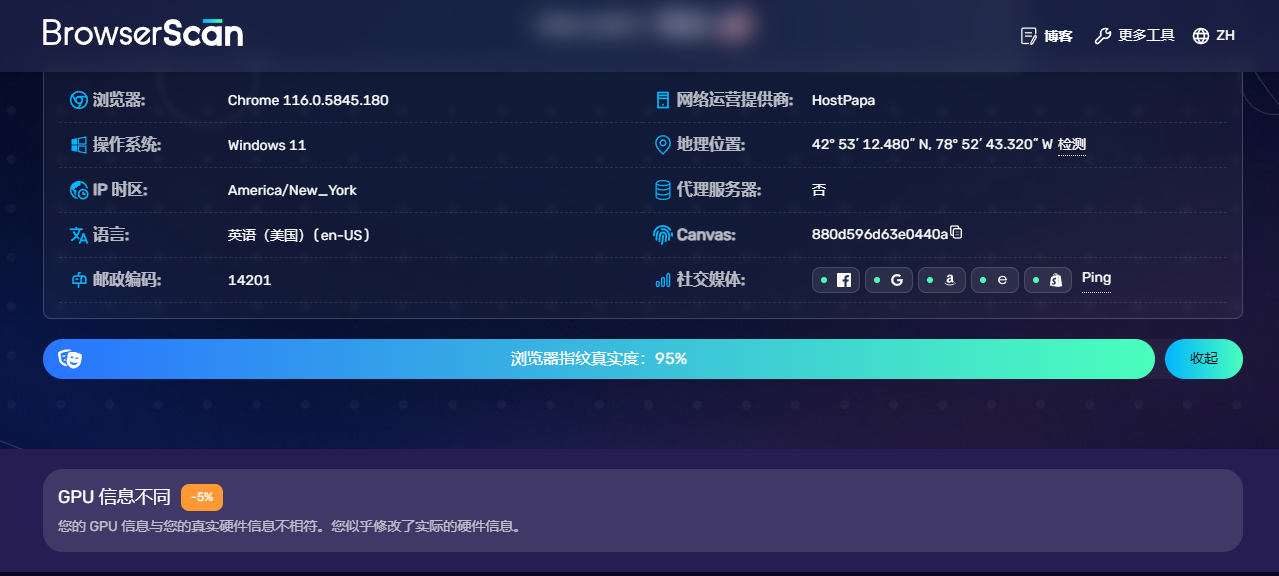 BrowserScan
博客 更多工具 ZH
浏览器: Chrome 116.0.5845.180 网络运营提供商: HostPapa
操作系统: Windows 11 地理位置: 42° 53′ 12.480″ N, 78° 52′ 43.320″ W 检测
IP 时区: America/New_York 代理服务器: 否
语言: 英语（美国）（en-US） Canvas: 880d596d63e0440a
邮政编码: 14201 社交媒体: Ping
浏览器指纹真实度：95% 收起
GPU 信息不同 -5%
您的 GPU 信息与您的真实硬件信息不相符。您似乎修改了实际的硬件信息。